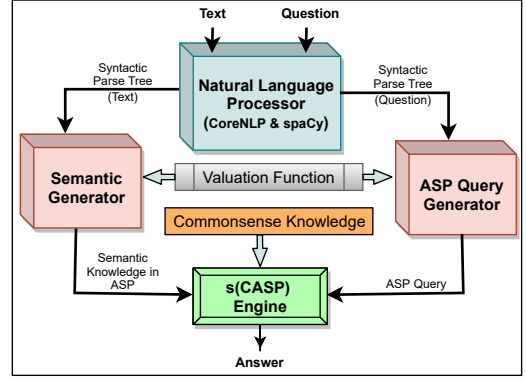 Text
Question
Syntactic
Parse Tree
(Text)
Natural Language
Processor
(CoreNLP & spaCy)
Syntactic
Parse Tree
(Question)
Semantic
Generator
Valuation Function
ASP Query
Generator
Commonsense Knowledge
Semantic
Knowledge in
ASP
s(CASP)
Engine
ASP Query
Answer